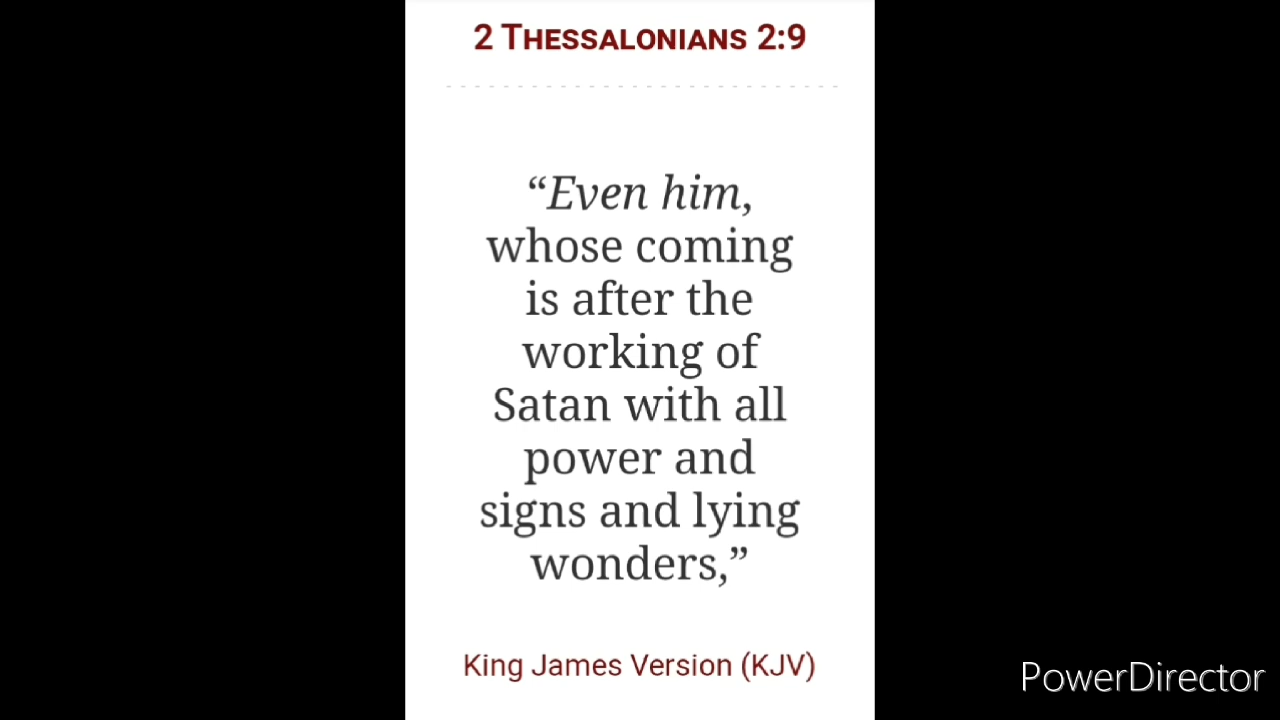 2 THESSALONIANS 2:9
“Even him,
whose coming
is after the
working of
Satan with all
power and
signs and lying
wonders,”
King James Version (KJV)
PowerDirector